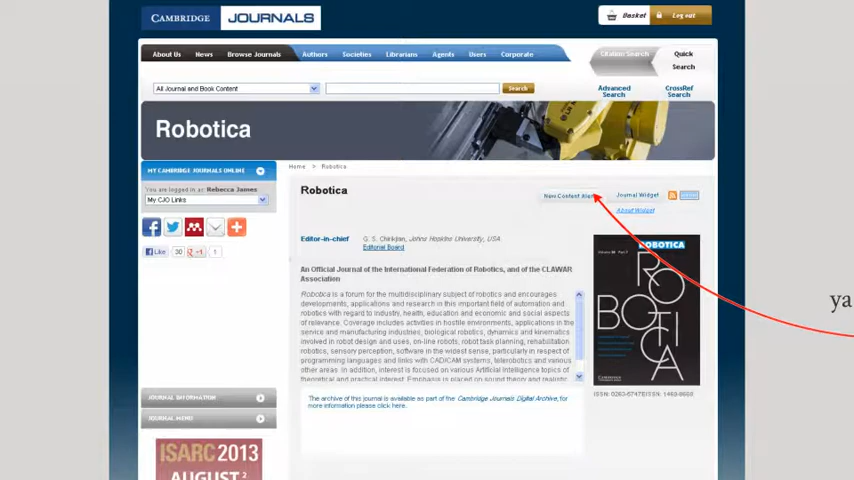 CAMBRIDGE JOURNALS
Basket
Log out
About Us News Browse Journals Authors Societies Librarians Agents Users Corporate
Citation Search
Quick Search
All Journal and Book Content
Search
Advanced Search
CrossRef Search
Robotica
MY CAMBRIDGE JOURNALS ONLINE
Home > Robotica
You are logged in as: Rebecca James
My CJO Links
Robotica
New Content Alerts
Journal Widget
About Widget
Like 30 +1 1
Editor-in-chief G. S. Chirikjian, Johns Hopkins University, USA
Editorial Board
An Official Journal of the International Federation of Robotics, and of the CLAWAR
Association
Robotica is a forum for the multidisciplinary subject of robotics and encourages
developments, applications and research in this important field of automation and
robotics with regard to industry, health, education and economic and social aspects
of relevance. Coverage includes activities in hostile environments, applications in the
service and manufacturing industries, biological robotics, dynamics and kinematics
involved in robot design and uses, on-line robots, robot task planning, rehabilitation
robotics, sensory perception, software in the widest sense, particularly in respect of
programming languages and links with CAD/CAM systems, telerobotics and various
other areas. In addition, interest is focused on various Artificial Intelligence topics of
theoretical and practical interest. Emphasis is placed on sound theory and realistic
ROBOTICA
ROBOTICA
ya
The archive of this journal is available as part of the Cambridge Journals Digital Archive, for
more information please click here.
JOURNAL INFORMATION
JOURNAL MENU
ISARC2013
AUGUST 2